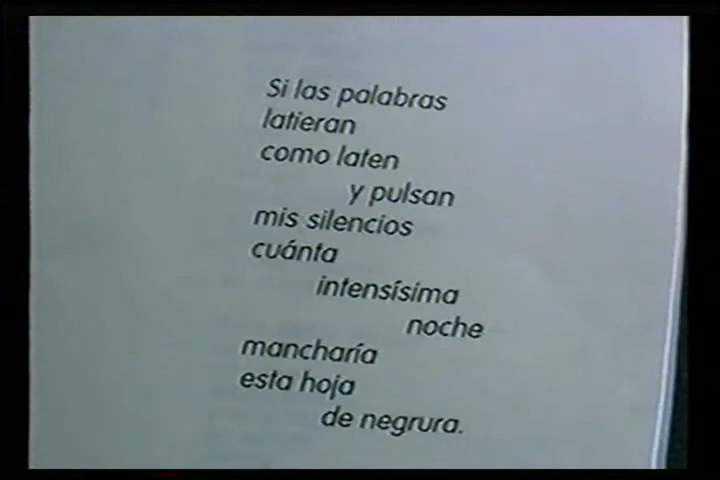 Si las palabras
latieran
como laten
y pulsan
mis silencios
cuánta
intensísima
noche
mancharía
esta hoja
de negrura.